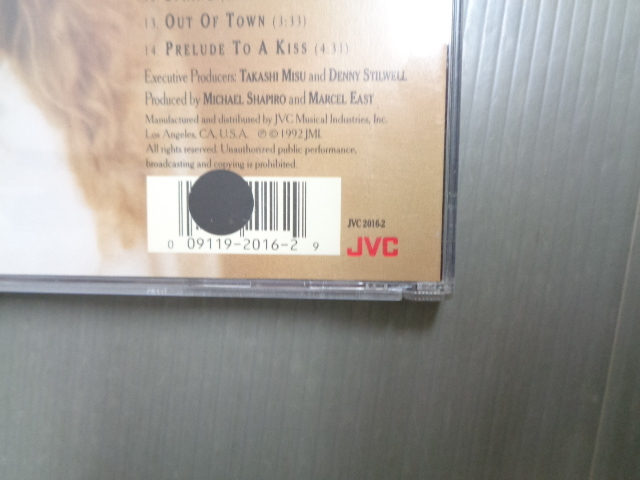 13 OUT OF TOWN (3:33)
14 PRELUDE TO A KISS (4:31)
Executive Producers: TAKASHI MISU and DENNY STILWELL
Produced by MICHAEL SHAPIRO and MARCEL EAST
Manufactured and distributed by JVC Musical Industries, Inc.
Los Angeles, CA, U.S.A. ℗ © 1992 JMI.
All rights reserved. Unauthorized public performance,
broadcasting and copying is prohibited.
JVC 2016-2
JVC
0 09119-2016-2 9